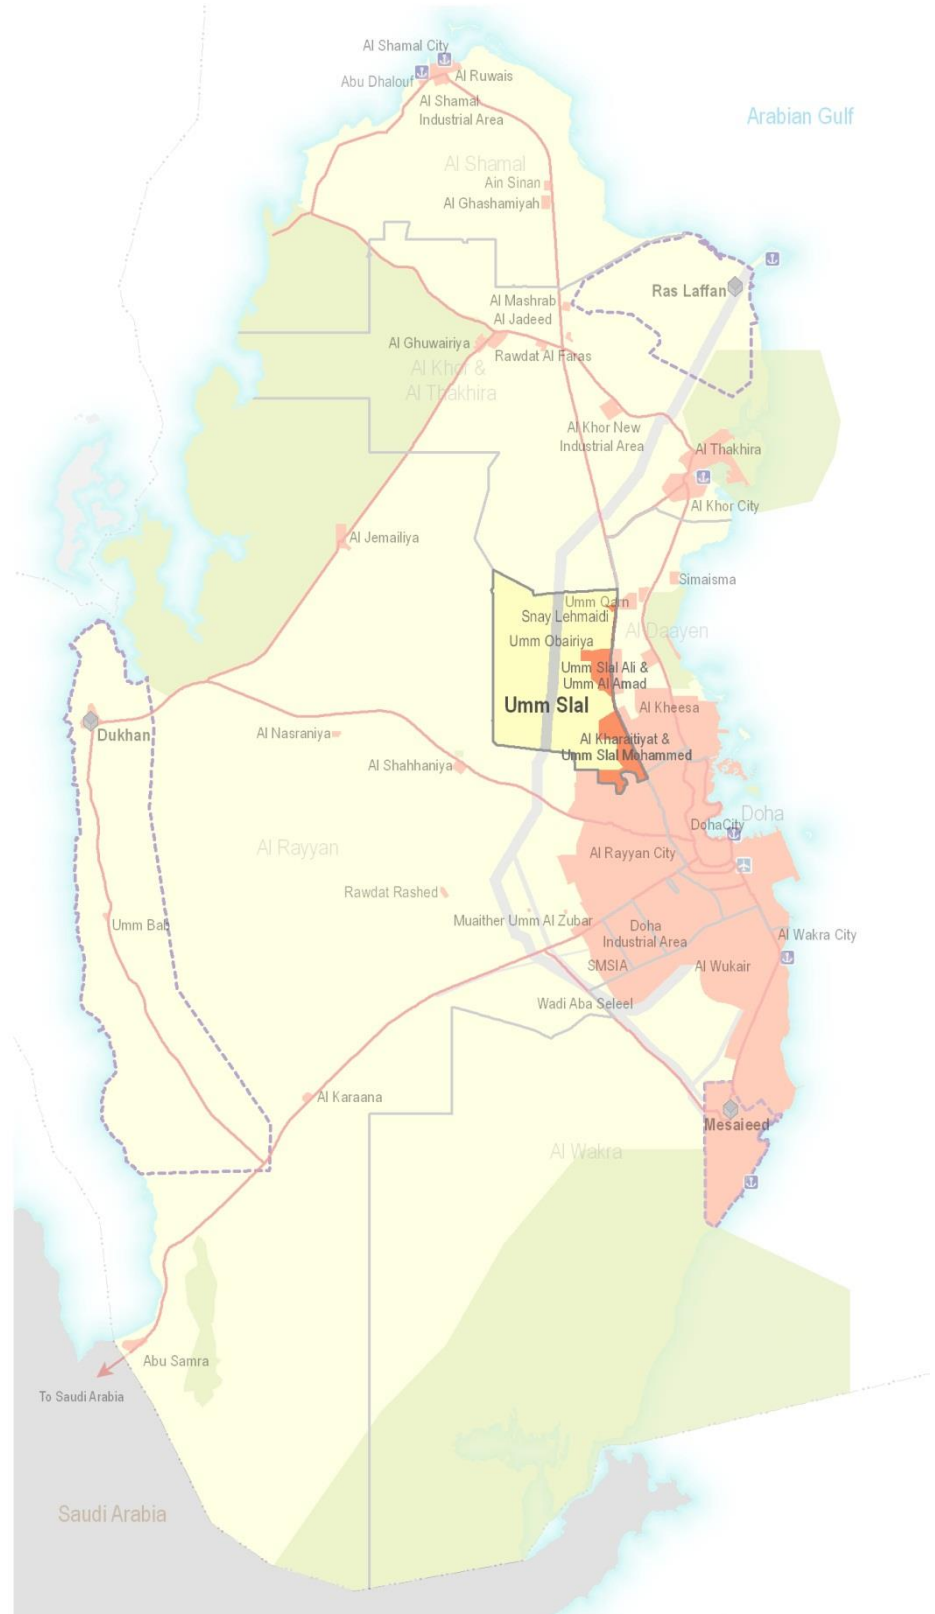 Al Shamal City
Abu Dhalouf
Al Ruwais
Al Shamal
Industrial Area
Arabian Gulf
Al Shamal
Ain Sinan
Al Ghashamiyah
Ras Laffan
Al Mashrab
Al Jadeed
Al Ghuwairiya
Rawdat Al Faras
Al Khor &
Al Thakhira
Al Khor New
Industrial Area
Al Thakhira
Al Khor City
Al Jemailiya
Simaisma
Umm Qarn
Snay Lehmaidi
Al Daayen
Umm Obairiya
Umm Slal Ali &
Umm Al Amad
Umm Slal
Al Kheesa
Dukhan
Al Nasraniya
Al Kharaitiyat &
Umm Slal Mohammed
Al Shahhaniya
Doha
DohaCity
Al Rayyan
Al Rayyan City
Rawdat Rashed
Muaither Umm Al Zubar
Umm Bab
Doha
Industrial Area
Al Wakra City
SMSIA
Al Wukair
Wadi Aba Seleel
Al Karaana
Mesaieed
Al Wakra
Abu Samra
To Saudi Arabia
Saudi Arabia